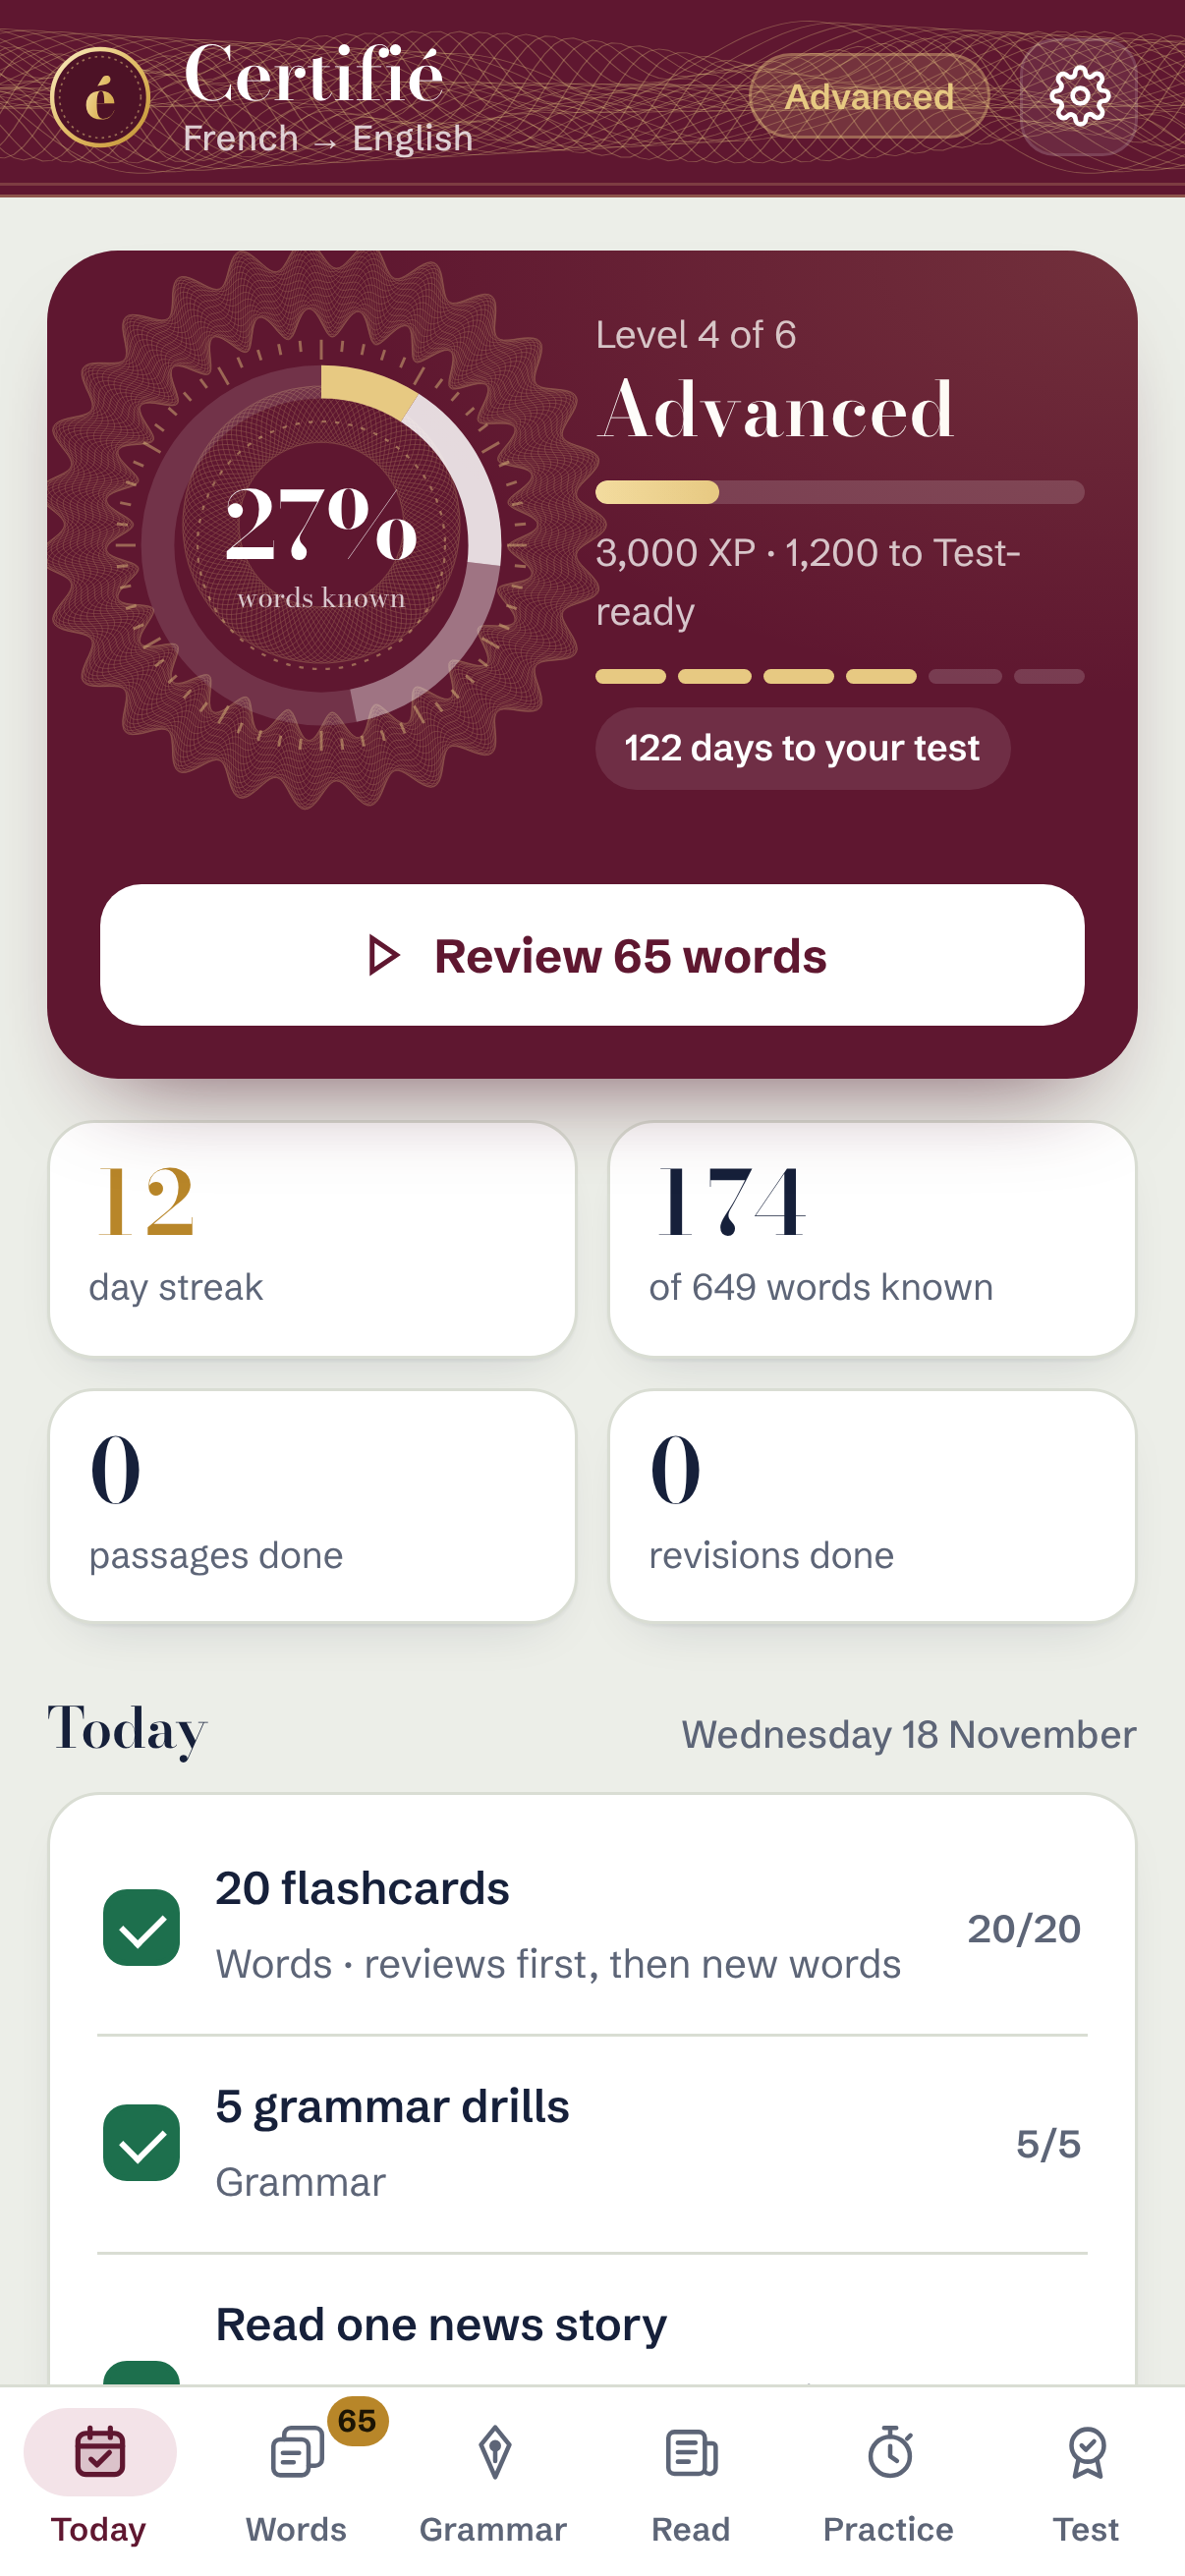 é
Certifié
French → English
Advanced
Level 4 of 6
Advanced
27%
words known
3,000 XP · 1,200 to Test-
ready
122 days to your test
Review 65 words
12
day streak
174
of 649 words known
0
passages done
0
revisions done
Today
Wednesday 18 November
20 flashcards
Words · reviews first, then new words
20/20
5 grammar drills
Grammar
5/5
Read one news story
65
Today
Words
Grammar
Read
Practice
Test